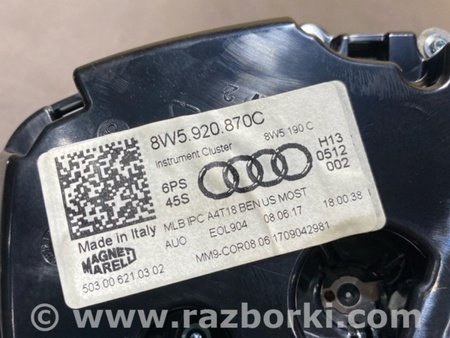 8W5.920.870C
Instrument Cluster 8W5 190 C
6PS H13
45S 0512
002
Made in Italy MLB IPC A4T18 BEN US MOST 18 00.38
AUO EOL904 08 06 17
MAGNETI MARELLI MM9-COR08 06 1709042981
503 00 621 03 02
© www.razborki.com